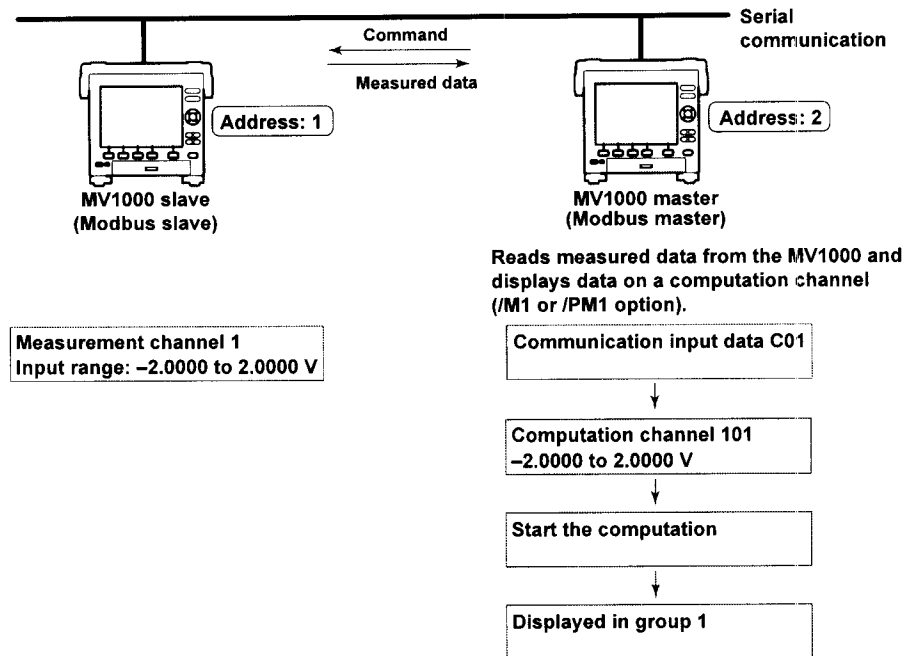 Serial
communication
Command
Measured data
Address: 1
Address: 2
MV1000 slave
(Modbus slave)
MV1000 master
(Modbus master)
Reads measured data from the MV1000 and
displays data on a computation channel
(/M1 or /PM1 option).
Measurement channel 1
Input range: –2.0000 to 2.0000 V
Communication input data C01
Computation channel 101
–2.0000 to 2.0000 V
Start the computation
Displayed in group 1